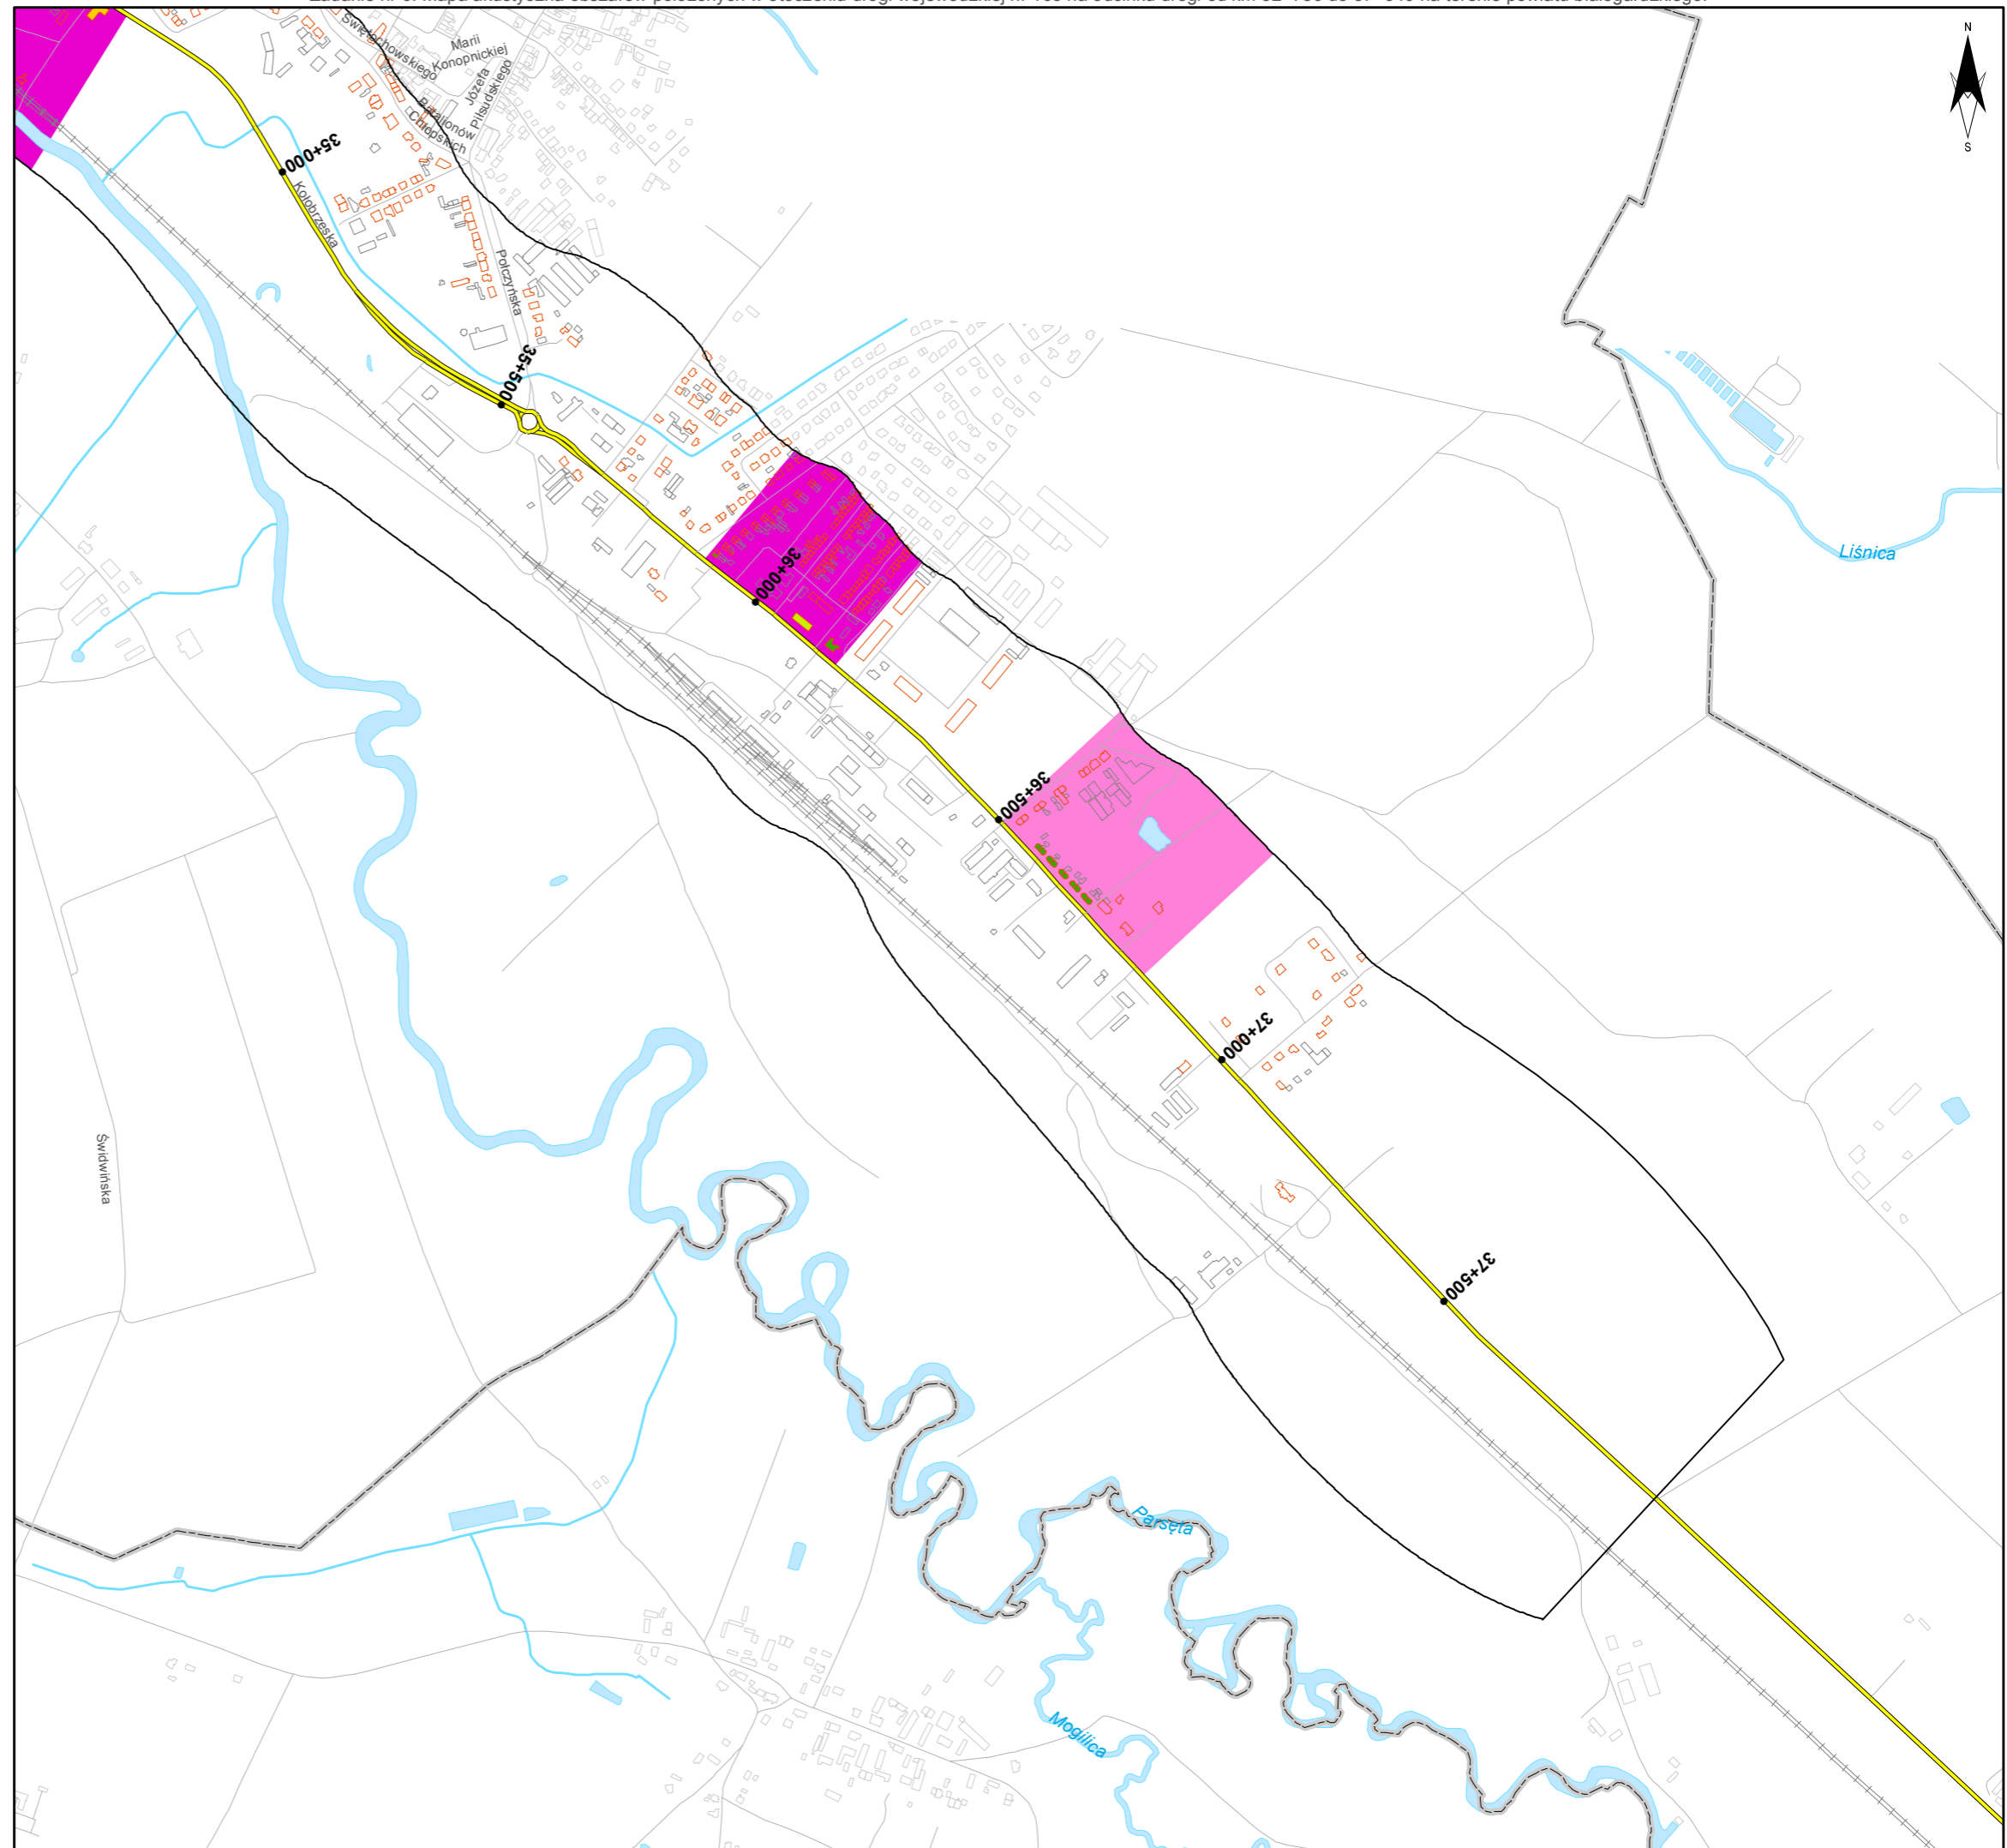 N
S
Święchowskiego
Marii
Konopnickiej
Józefa
Piłsudskiego
Batalionów
Chłopskich
35+000
Kołobrzeska
Połczyńska
35+500
36+000
Liśnica
36+500
37+000
Świdwińska
37+500
Parsęta
Mogilica